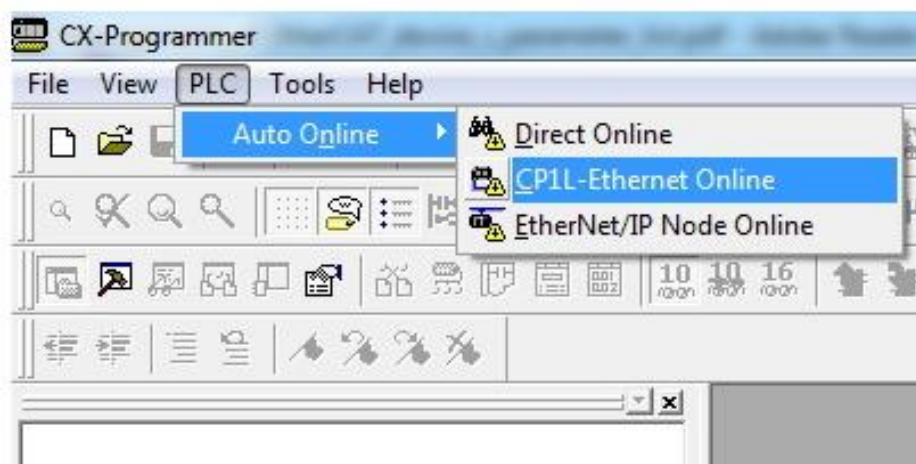 CX-Programmer
File View PLC Tools Help
Auto Online
Direct Online
CP1L-Ethernet Online
EtherNet/IP Node Online
10 10 16